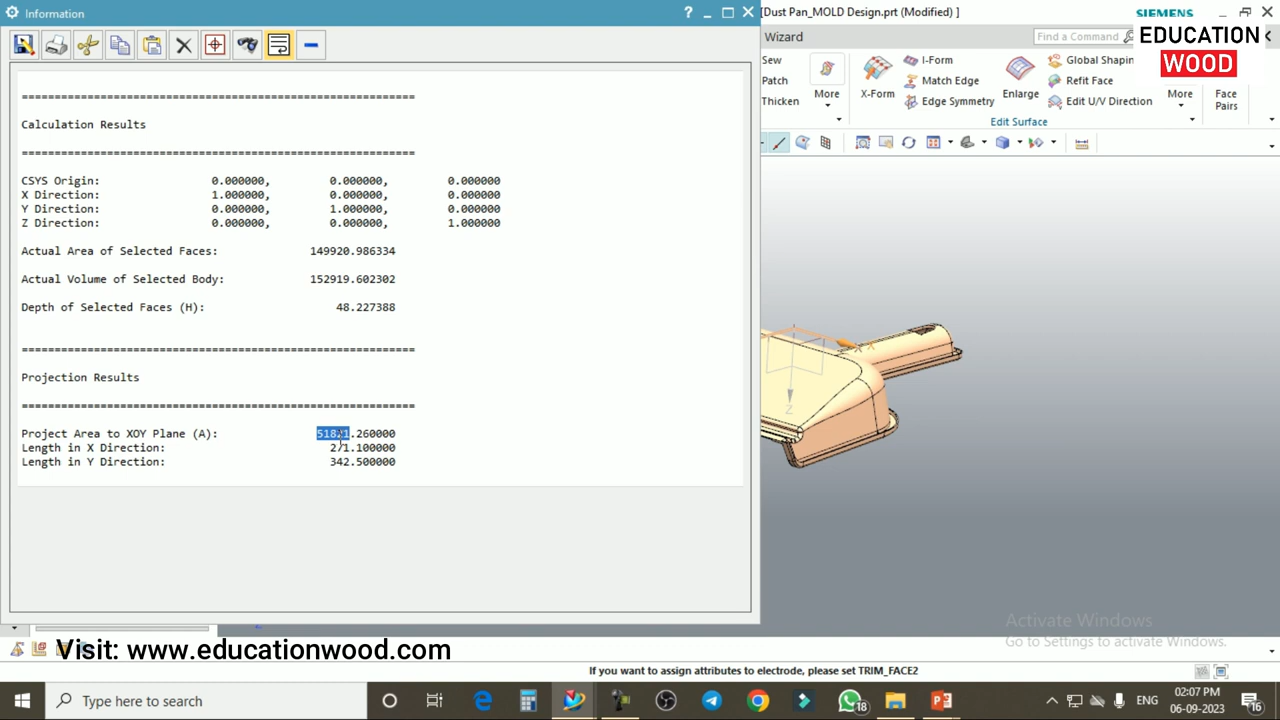 Information
[Dust Pan_MOLD Design.prt (Modified) ]
SIEMENS
EDUCATION
WOOD
Wizard
Find a Command
Sew
Patch
Thicken
More
X-Form
I-Form
Match Edge
Edge Symmetry
Enlarge
Global Shapin
Refit Face
Edit U/V Direction
More
Face
Pairs
Edit Surface
==================================================
Calculation Results
==================================================
CSYS Origin: 0.000000, 0.000000, 0.000000
X Direction: 1.000000, 0.000000, 0.000000
Y Direction: 0.000000, 1.000000, 0.000000
Z Direction: 0.000000, 0.000000, 1.000000
Actual Area of Selected Faces: 149920.986334
Actual Volume of Selected Body: 152919.602302
Depth of Selected Faces (H): 48.227388
==================================================
Projection Results
==================================================
Project Area to XOY Plane (A):
Length in X Direction: 271.100000
Length in Y Direction: 342.500000
Z
Activate Windows
Go to Settings to activate Windows.
Visit: www.educationwood.com
If you want to assign attributes to electrode, please set TRIM_FACE2
Type here to search
18
ENG
02:07 PM
06-09-2023
16